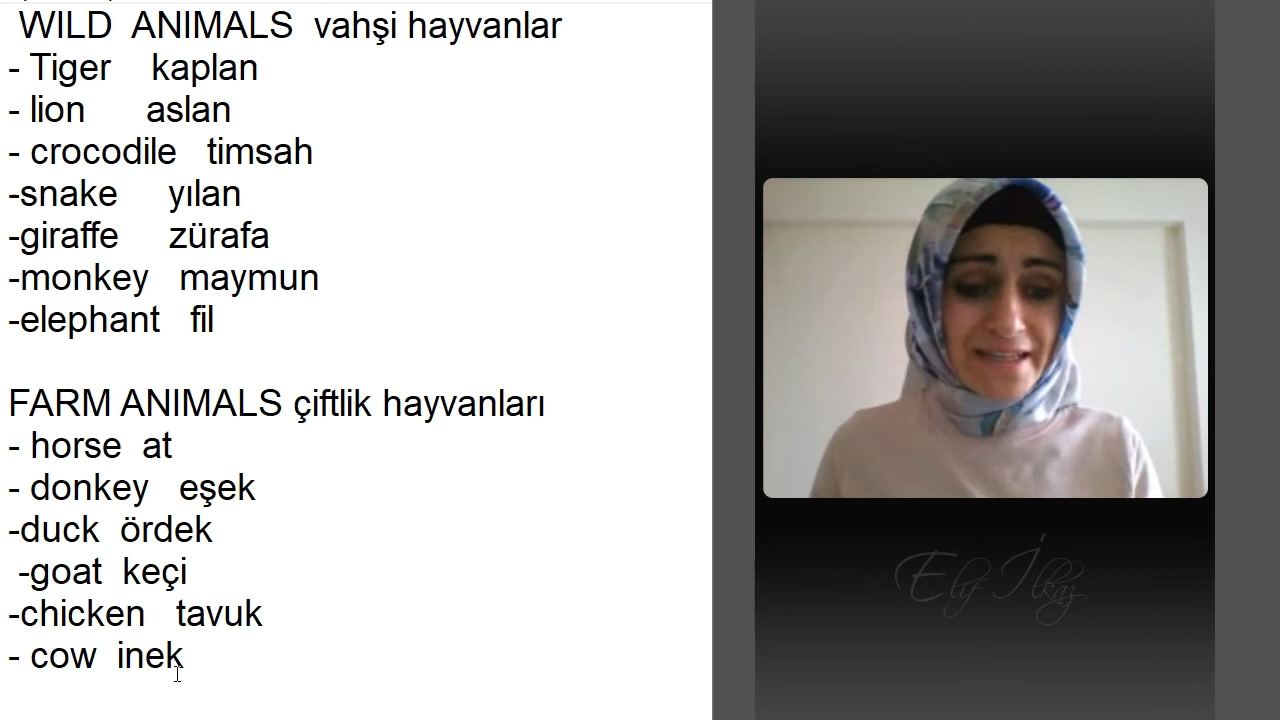 WILD ANIMALS vahşi hayvanlar
- Tiger kaplan
- lion aslan
- crocodile timsah
-snake yılan
-giraffe zürafa
-monkey maymun
-elephant fil
FARM ANIMALS çiftlik hayvanları
- horse at
- donkey eşek
-duck ördek
-goat keçi
-chicken tavuk
- cow inek
Elif İlkaz